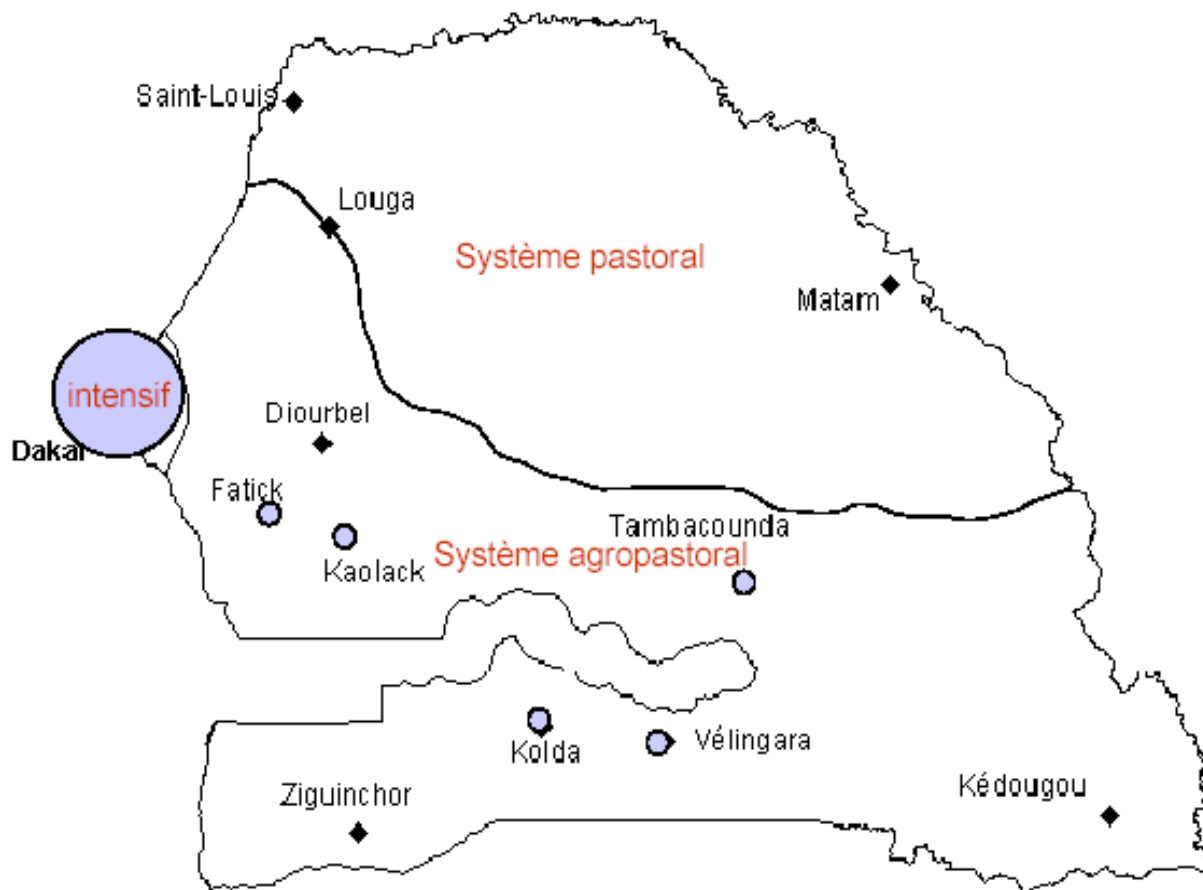 Saint-Louis
Louga
Système pastoral
Matam
intensif
Diourbel
Dakar
Fatick
Tambacounda
Système agropastoral
Kaolack
Kolda
Vélingara
Ziguinchor
Kédougou